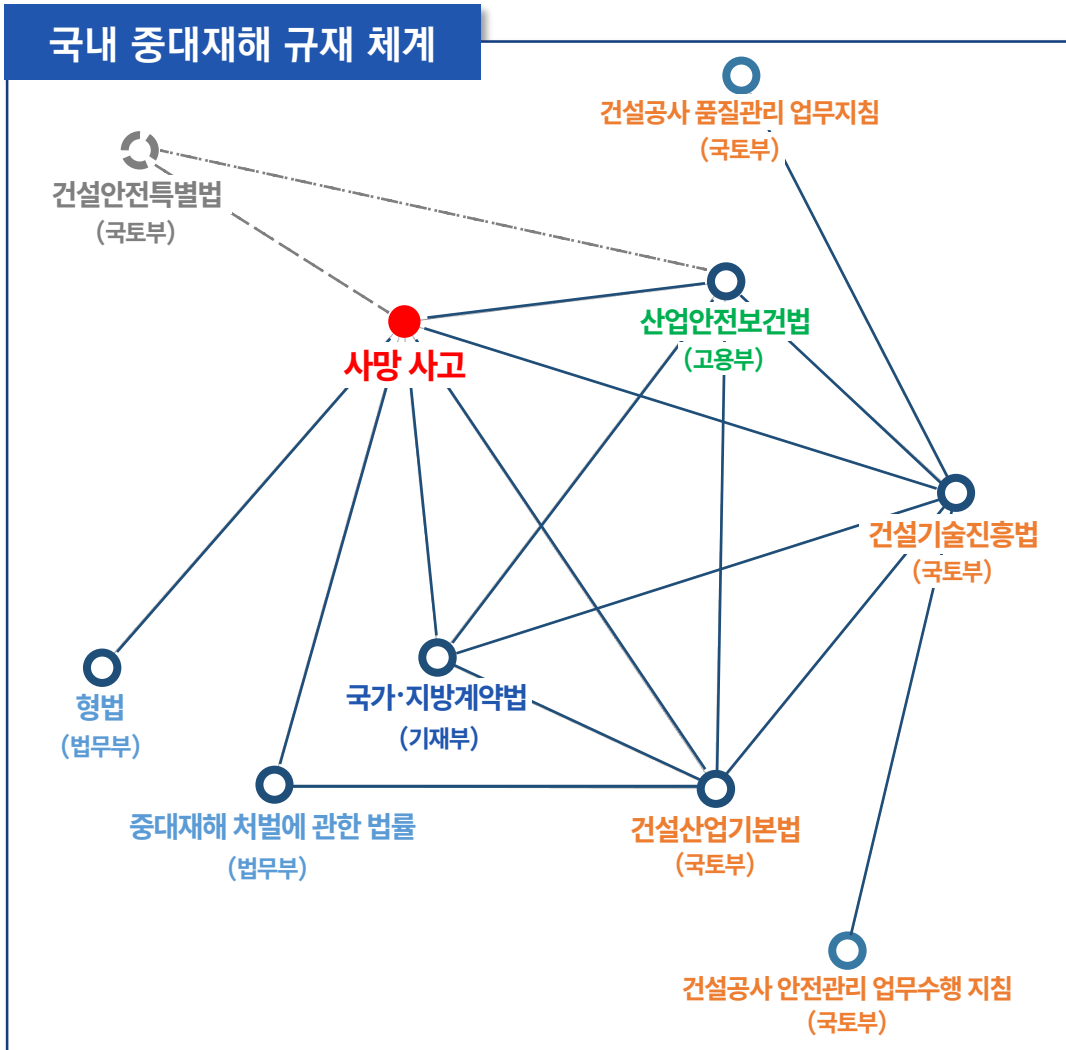 국내 중대재해 규재 체계
건설공사 품질관리 업무지침
(국토부)
건설안전특별법
(국토부)
산업안전보건법
(고용부)
사망 사고
건설기술진흥법
(국토부)
국가·지방계약법
(기재부)
형법
(법무부)
중대재해 처벌에 관한 법률
(법무부)
건설산업기본법
(국토부)
건설공사 안전관리 업무수행 지침
(국토부)